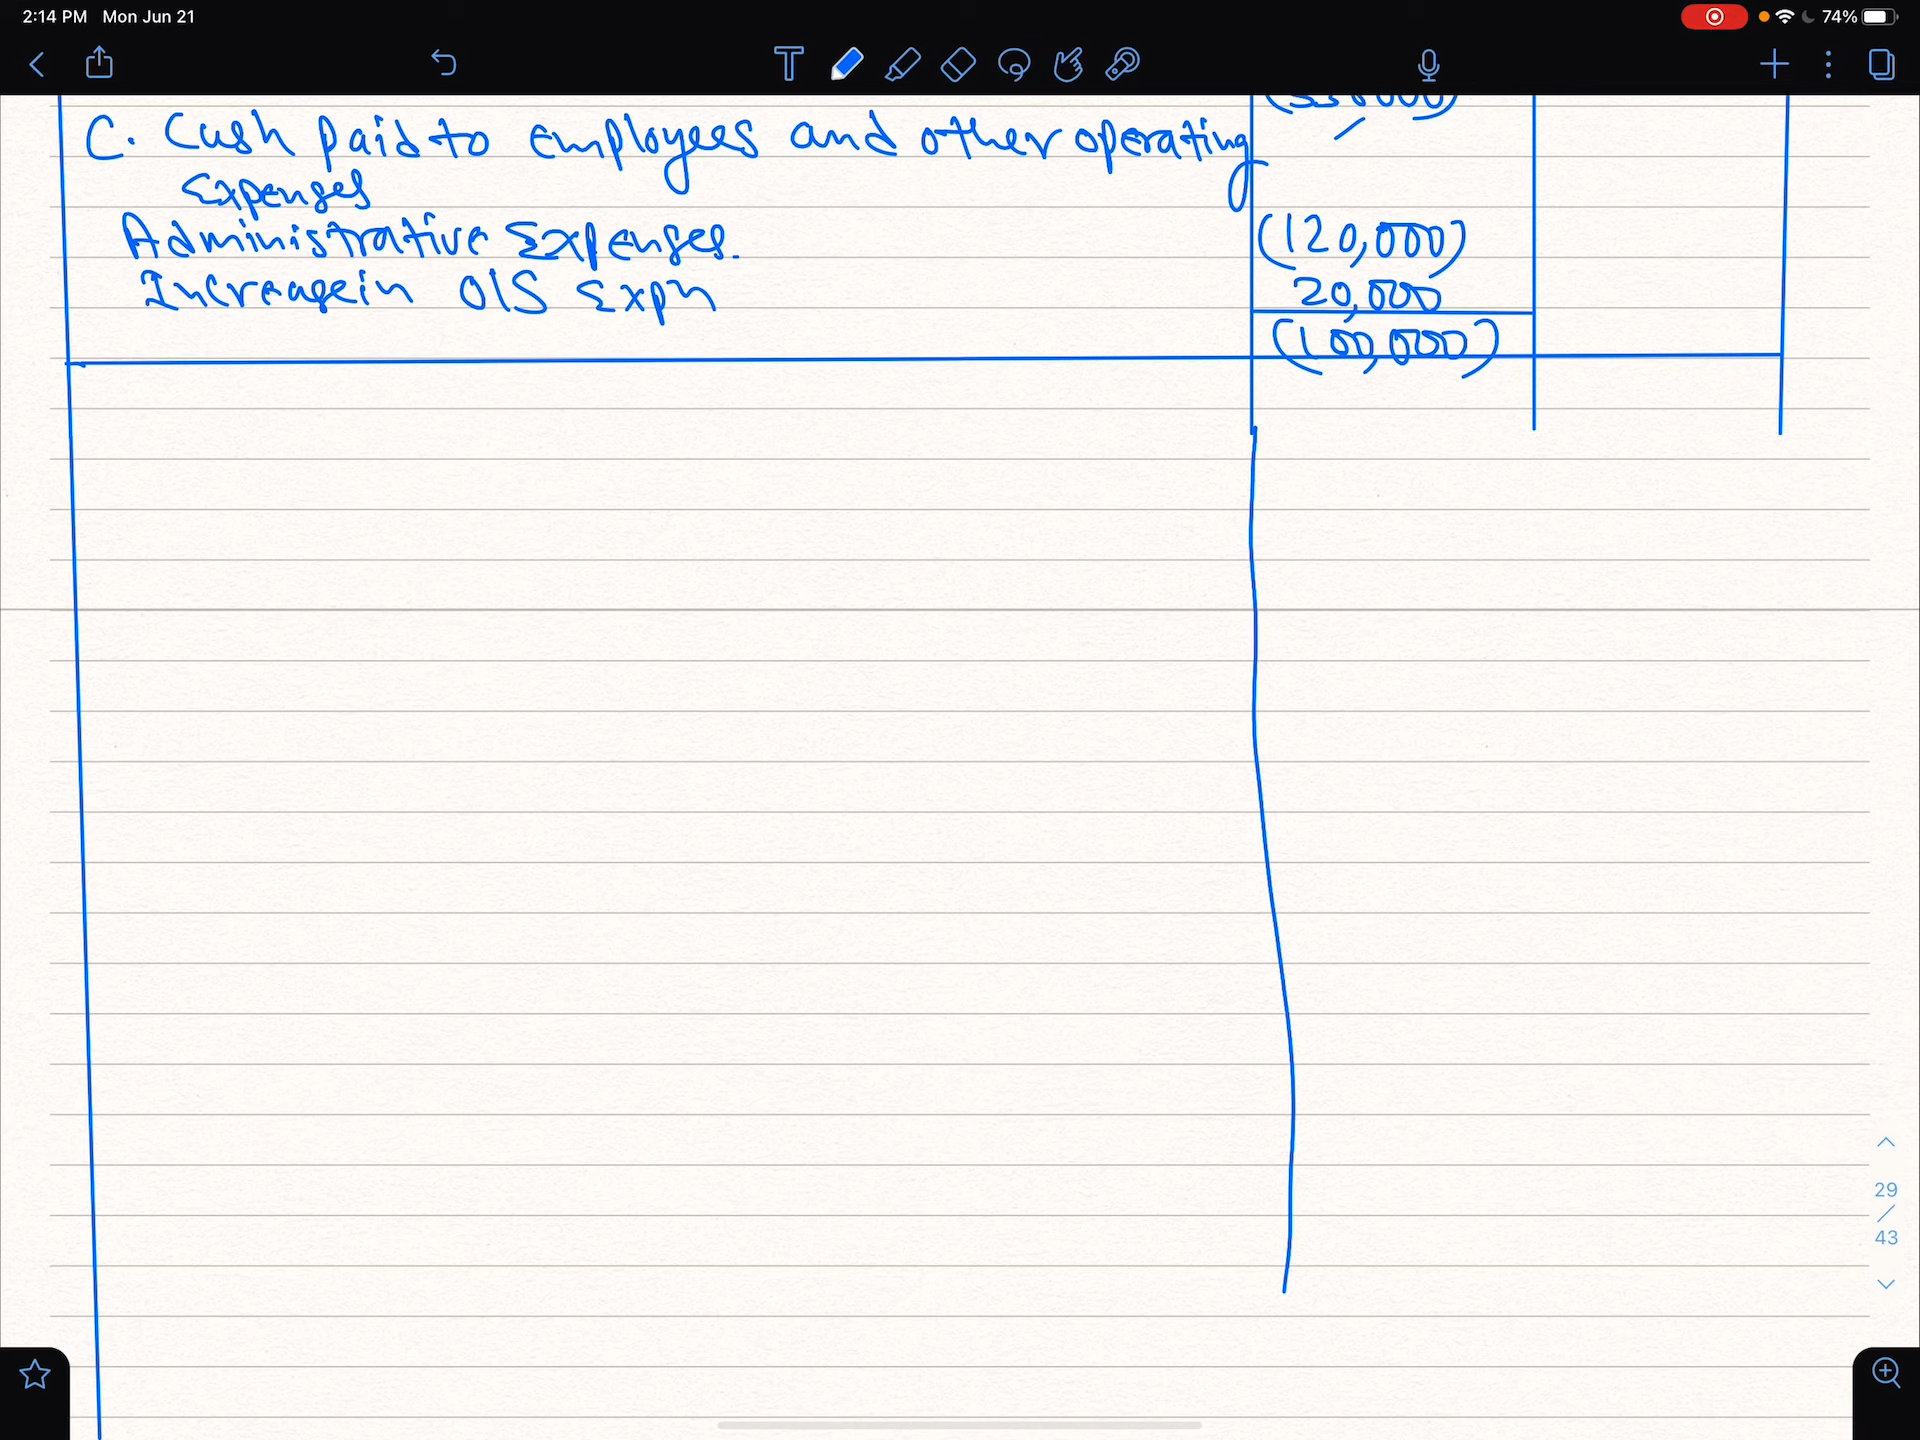 2:14 PM Mon Jun 21
74%
T
C. Cash paid to employees and other operating
Expenses
Administrative Expenses. (120,000)
Increase in O/S Expn 20,000
(100,000)
29
/
43